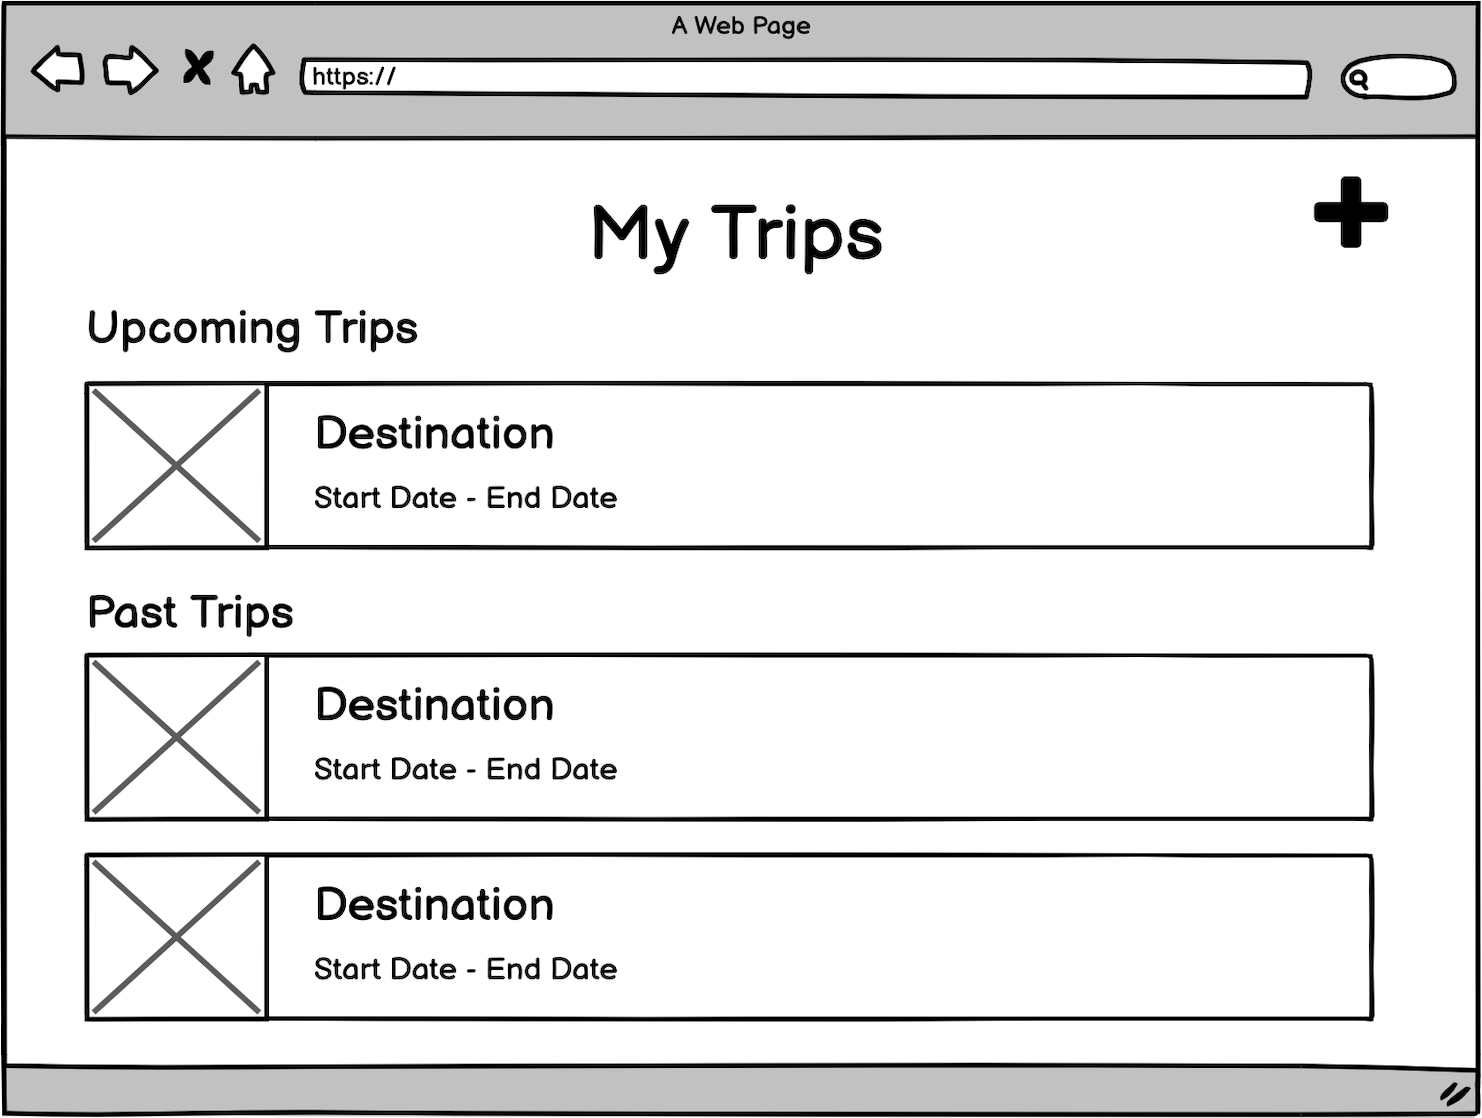 A Web Page
https://
My Trips
Upcoming Trips
Destination
Start Date - End Date
Past Trips
Destination
Start Date - End Date
Destination
Start Date - End Date